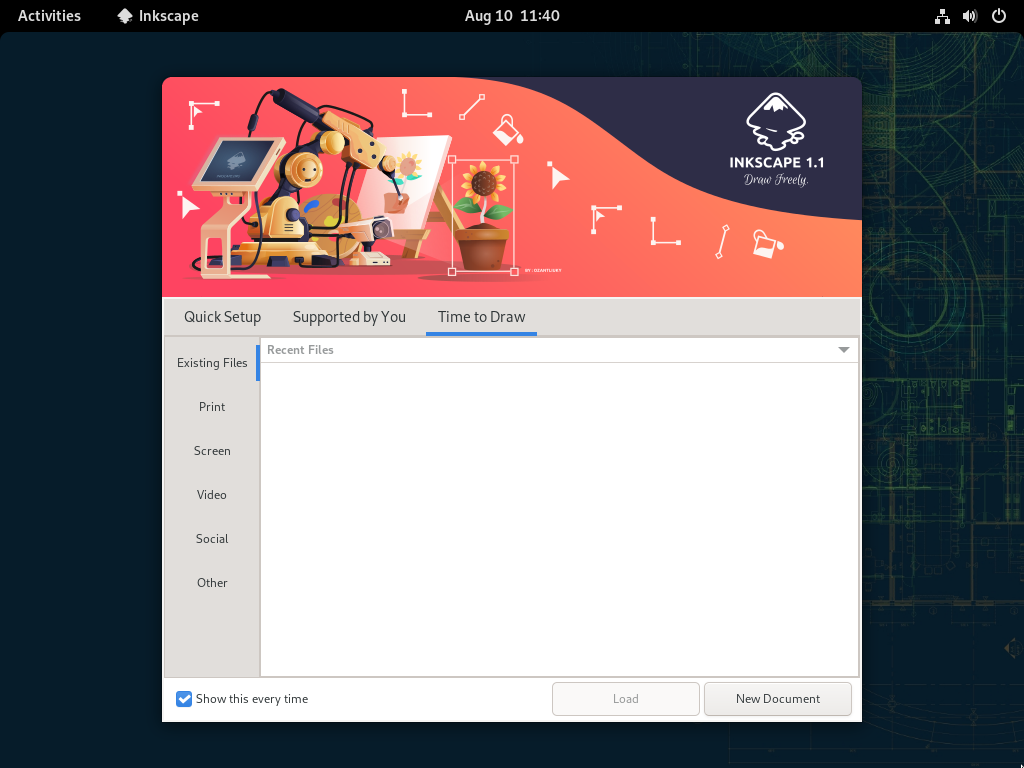 Activities
Inkscape
Aug 10 11:40
INKSCAPE 1.1
Draw Freely.
BY: DZARTLUXEY
Quick Setup
Supported by You
Time to Draw
Existing Files
Recent Files
Print
Screen
Video
Social
Other
Show this every time
Load
New Document